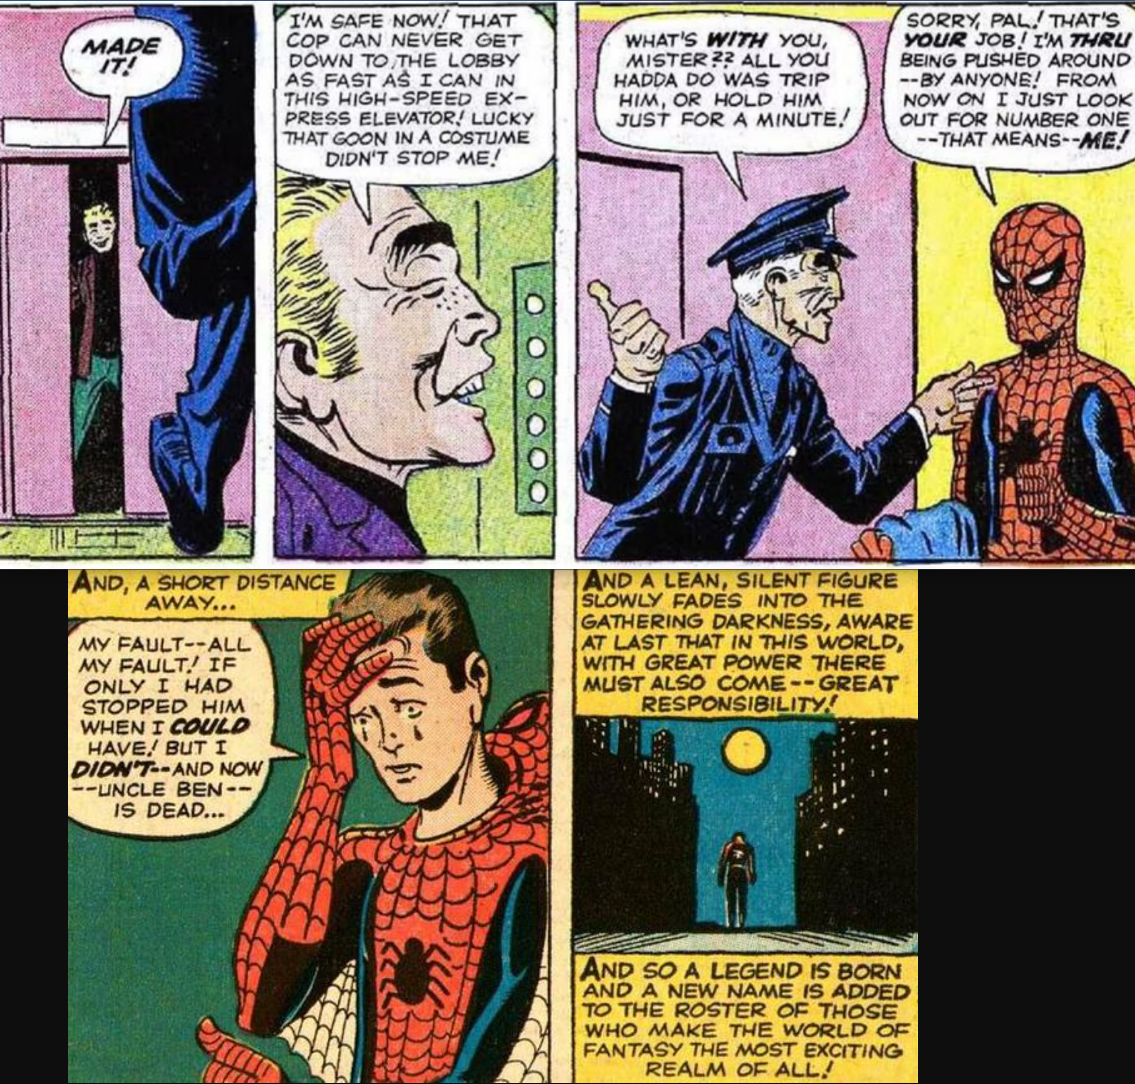 MADE
IT!
I'M SAFE NOW! THAT
COP CAN NEVER GET
DOWN TO THE LOBBY
AS FAST AS I CAN IN
THIS HIGH-SPEED EX-
PRESS ELEVATOR! LUCKY
THAT GOON IN A COSTUME
DIDN'T STOP ME!
WHAT'S WITH YOU,
MISTER?? ALL YOU
HADDA DO WAS TRIP
HIM, OR HOLD HIM
JUST FOR A MINUTE!
SORRY, PAL! THAT'S
YOUR JOB! I'M THRU
BEING PUSHED AROUND
--BY ANYONE! FROM
NOW ON I JUST LOOK
OUT FOR NUMBER ONE
--THAT MEANS--ME!
AND, A SHORT DISTANCE
AWAY...
MY FAULT--ALL
MY FAULT! IF
ONLY I HAD
STOPPED HIM
WHEN I COULD
HAVE! BUT I
DIDN'T--AND NOW
--UNCLE BEN--
IS DEAD...
AND A LEAN, SILENT FIGURE
SLOWLY FADES INTO THE
GATHERING DARKNESS, AWARE
AT LAST THAT IN THIS WORLD,
WITH GREAT POWER THERE
MUST ALSO COME--GREAT
RESPONSIBILITY!
AND SO A LEGEND IS BORN
AND A NEW NAME IS ADDED
TO THE ROSTER OF THOSE
WHO MAKE THE WORLD OF
FANTASY THE MOST EXCITING
REALM OF ALL!